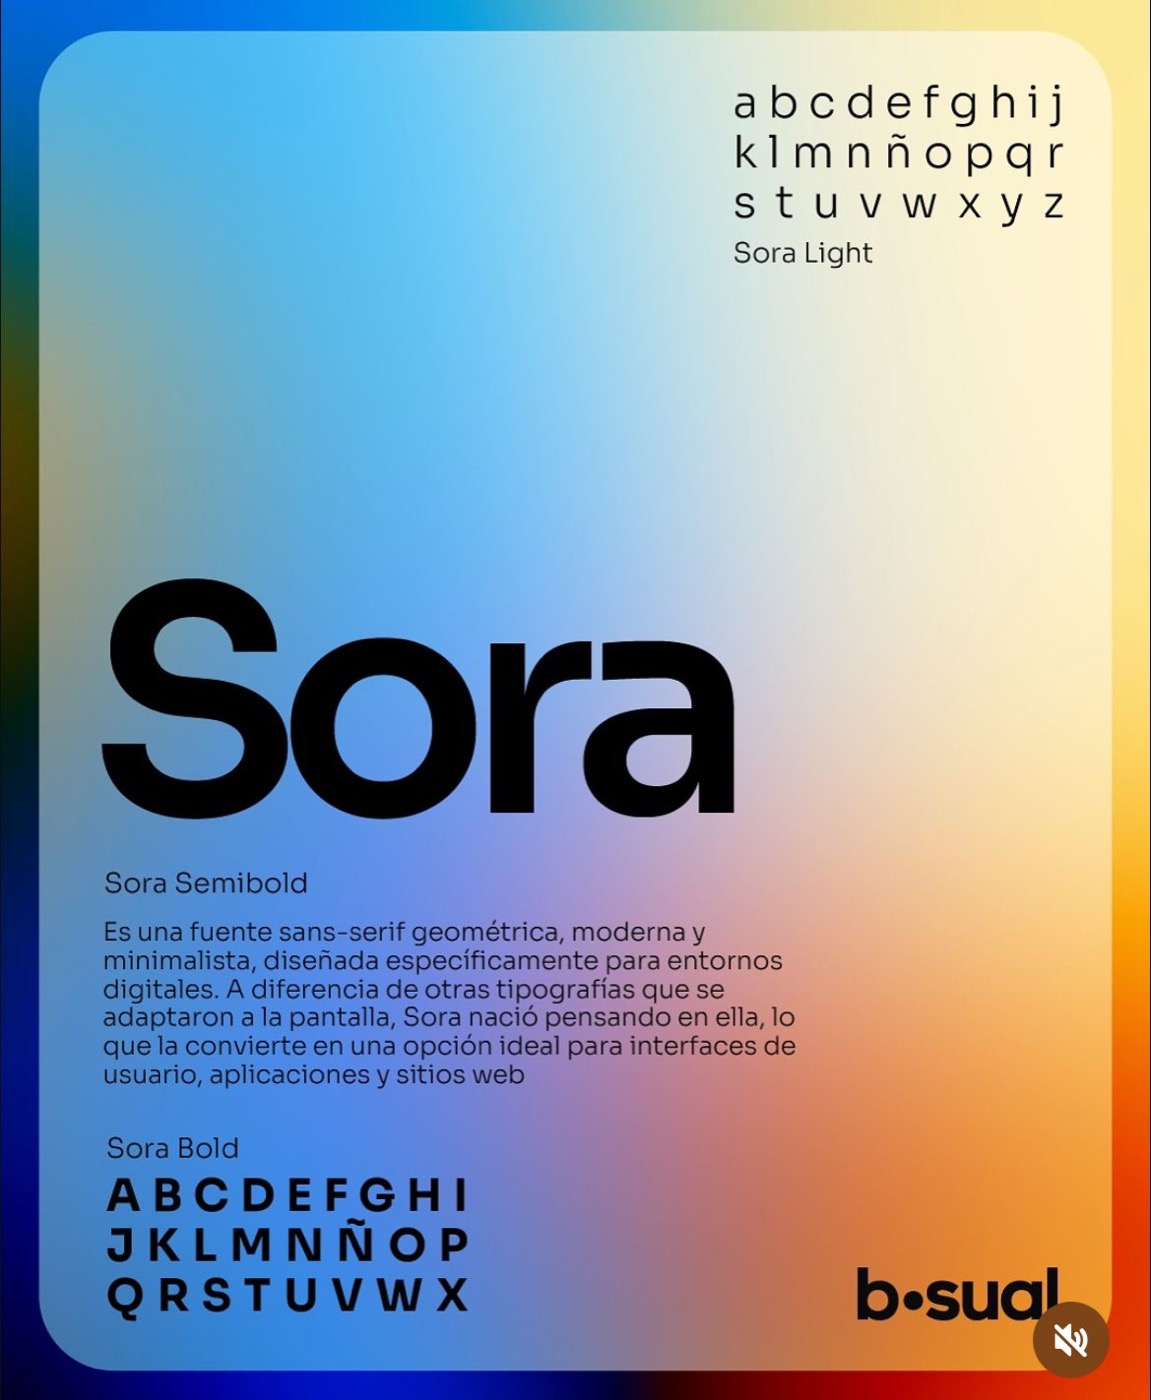 a b c d e f g h i j
k l m n ñ o p q r
s t u v w x y z
Sora Light
Sora
Sora Semibold
Es una fuente sans-serif geométrica, moderna y
minimalista, diseñada específicamente para entornos
digitales. A diferencia de otras tipografías que se
adaptaron a la pantalla, Sora nació pensando en ella, lo
que la convierte en una opción ideal para interfaces de
usuario, aplicaciones y sitios web
Sora Bold
A B C D E F G H I
J K L M N Ñ O P
Q R S T U V W X
b•sual